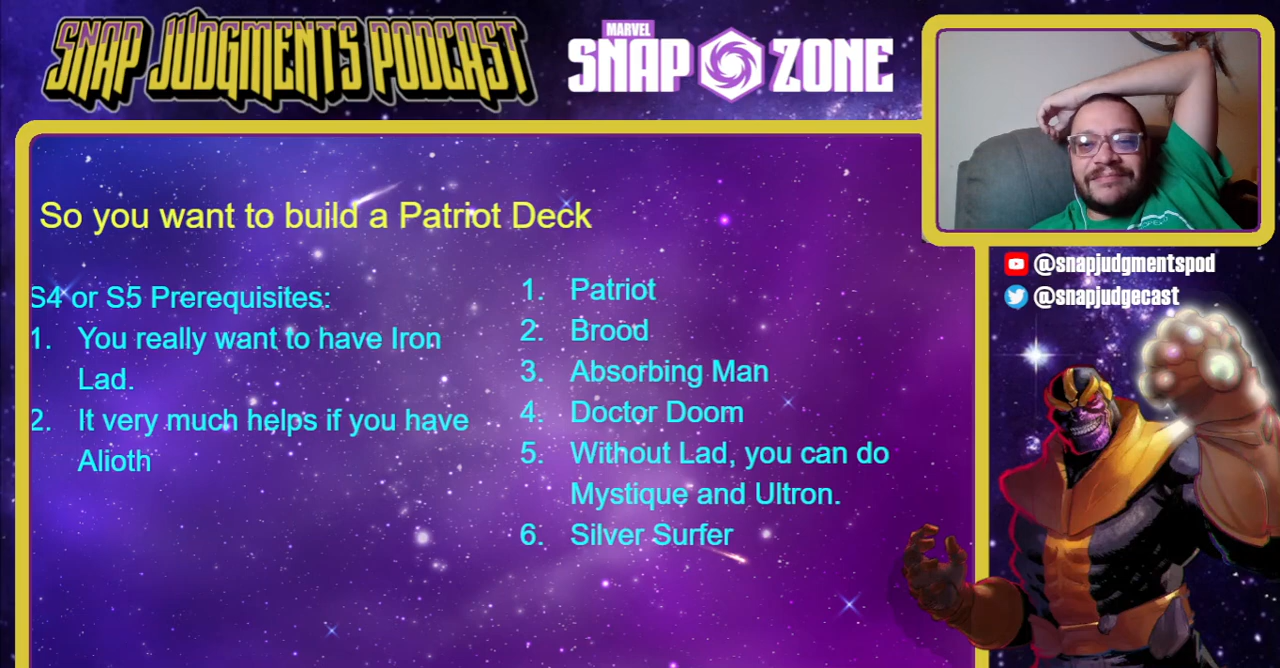 SNAP JUDGMENTS PODCAST
MARVEL
SNAP ZONE
So you want to build a Patriot Deck
S4 or S5 Prerequisites:
1. You really want to have Iron
Lad.
2. It very much helps if you have
Alioth
1. Patriot
2. Brood
3. Absorbing Man
4. Doctor Doom
5. Without Lad, you can do
Mystique and Ultron.
6. Silver Surfer
@snapjudgmentspod
@snapjudgecast